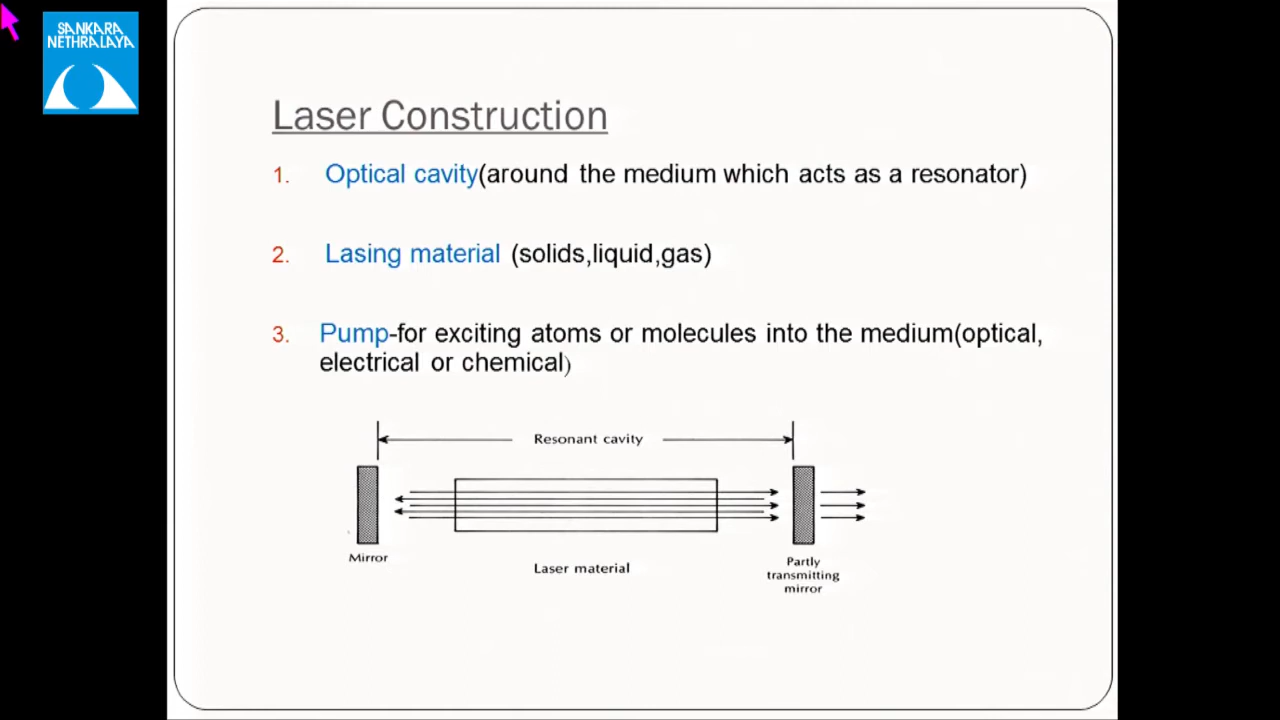 SANKARA
NETHRALAYA
Laser Construction
1. Optical cavity(around the medium which acts as a resonator)
2. Lasing material (solids,liquid,gas)
3. Pump-for exciting atoms or molecules into the medium(optical,
electrical or chemical)
Resonant cavity
Mirror
Laser material
Partly
transmitting
mirror